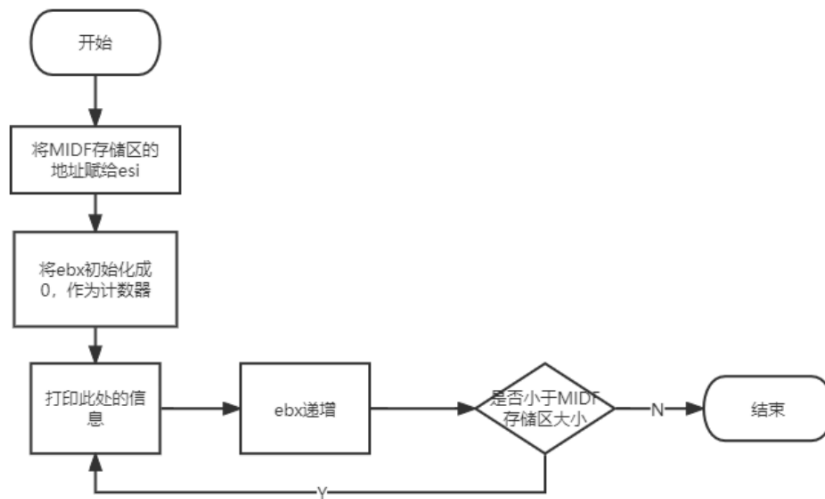 开始
将MIDF存储区的
地址赋给esi
将ebx初始化成
0，作为计数器
打印此处的信
息
ebx递增
是否小于MIDF
存储区大小
N
结束
Y